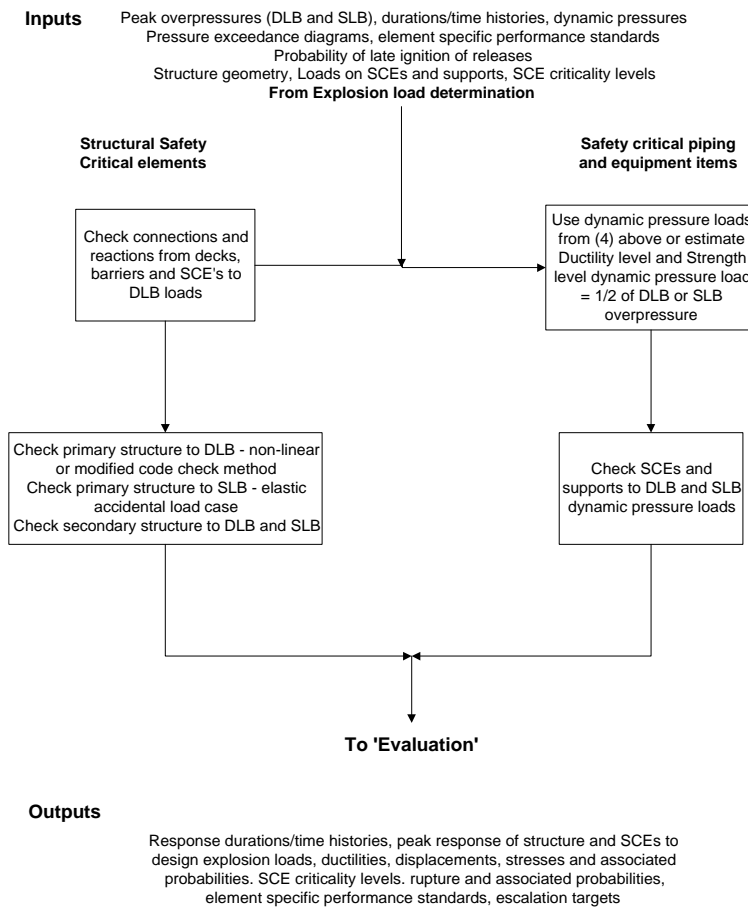 Inputs
Peak overpressures (DLB and SLB), durations/time histories, dynamic pressures
Pressure exceedance diagrams, element specific performance standards
Probability of late ignition of releases
Structure geometry, Loads on SCEs and supports, SCE criticality levels
From Explosion load determination
Structural Safety
Critical elements
Safety critical piping
and equipment items
Check connections and
reactions from decks,
barriers and SCE's to
DLB loads
Use dynamic pressure loads
from (4) above or estimate
Ductility level and Strength
level dynamic pressure load
= 1/2 of DLB or SLB
overpressure
Check primary structure to DLB - non-linear
or modified code check method
Check primary structure to SLB - elastic
accidental load case
Check secondary structure to DLB and SLB
Check SCEs and
supports to DLB and SLB
dynamic pressure loads
To 'Evaluation'
Outputs
Response durations/time histories, peak response of structure and SCEs to
design explosion loads, ductilities, displacements, stresses and associated
probabilities. SCE criticality levels. rupture and associated probabilities,
element specific performance standards, escalation targets